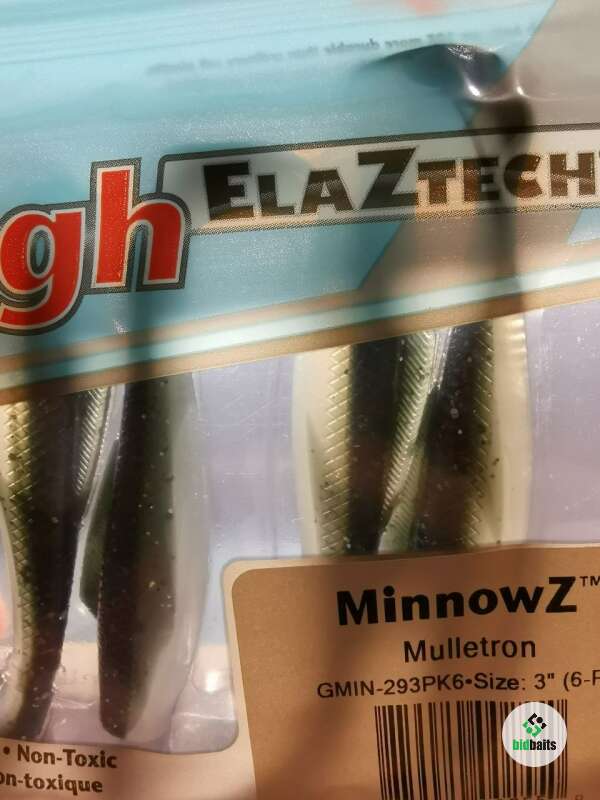 gh ElaZtech
MinnowZ™
Mulletron
GMIN-293PK6•Size: 3" (6-P
• Non-Toxic
on-toxique
bidbaits